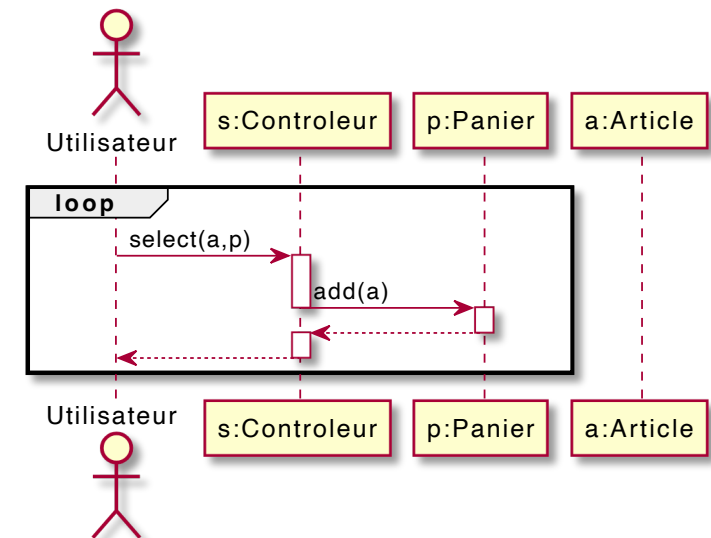 Utilisateur
s:Controleur
p:Panier
a:Article
loop
select(a,p)
add(a)
Utilisateur
s:Controleur
p:Panier
a:Article